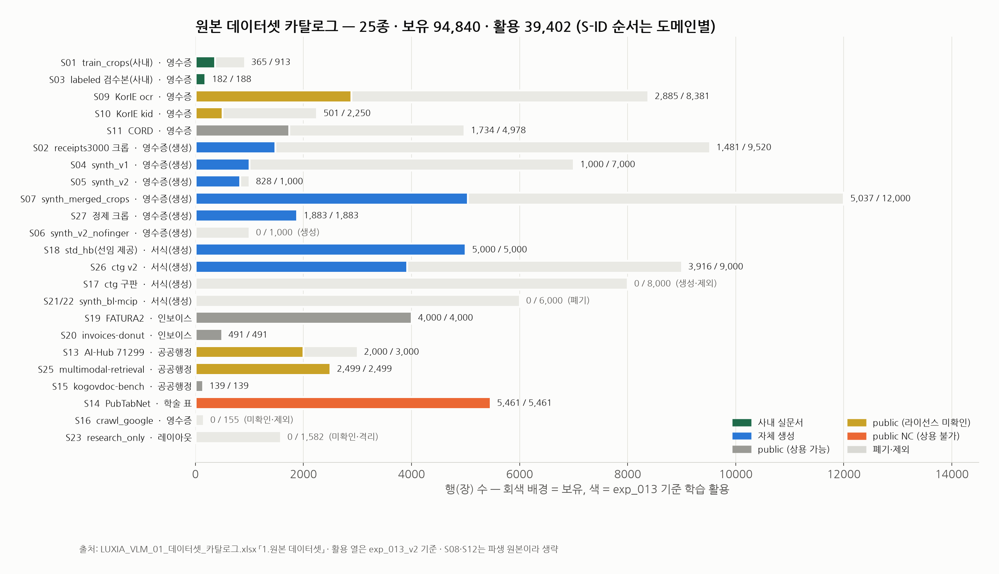 원본 데이터셋 카탈로그 — 25종 · 보유 94,840 · 활용 39,402 (S-ID 순서는 도메인별)
S01 train_crops(사내) · 영수증 365 / 913
S03 labeled 검수본(사내) · 영수증 182 / 188
S09 KorIE ocr · 영수증 2,885 / 8,381
S10 KorIE kid · 영수증 501 / 2,250
S11 CORD · 영수증 1,734 / 4,978
S02 receipts3000 크롭 · 영수증(생성) 1,481 / 9,520
S04 synth_v1 · 영수증(생성) 1,000 / 7,000
S05 synth_v2 · 영수증(생성) 828 / 1,000
S07 synth_merged_crops · 영수증(생성) 5,037 / 12,000
S27 정제 크롭 · 영수증(생성) 1,883 / 1,883
S06 synth_v2_nofinger · 영수증(생성) 0 / 1,000 (생성)
S18 std_hb(선임 제공) · 서식(생성) 5,000 / 5,000
S26 ctg v2 · 서식(생성) 3,916 / 9,000
S17 ctg 구판 · 서식(생성) 0 / 8,000 (생성·제외)
S21/22 synth_bl·mcip · 서식(생성) 0 / 6,000 (폐기)
S19 FATURA2 · 인보이스 4,000 / 4,000
S20 invoices-donut · 인보이스 491 / 491
S13 AI-Hub 71299 · 공공행정 2,000 / 3,000
S25 multimodal-retrieval · 공공행정 2,499 / 2,499
S15 kogovdoc-bench · 공공행정 139 / 139
S14 PubTabNet · 학술 표 5,461 / 5,461
S16 crawl_google · 영수증 0 / 155 (미확인·제외)
S23 research_only · 레이아웃 0 / 1,582 (미확인·격리)
사내 실문서
자체 생성
public (상용 가능)
public (라이선스 미확인)
public NC (상용 불가)
폐기·제외
0 2000 4000 6000 8000 10000 12000 14000
행(장) 수 — 회색 배경 = 보유, 색 = exp_013 기준 학습 활용
출처: LUXIA_VLM_01_데이터셋_카탈로그.xlsx「1.원본 데이터셋」· 활용 열은 exp_013_v2 기준 · S08·S12는 파생 원본이라 생략